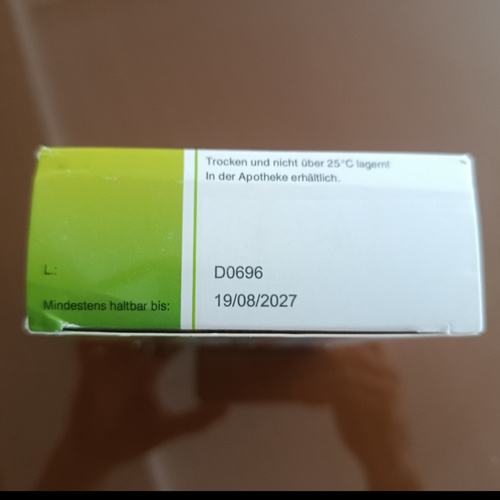 Trocken und nicht über 25°C lagern!
In der Apotheke erhältlich.
L.: D0696
Mindestens haltbar bis: 19/08/2027